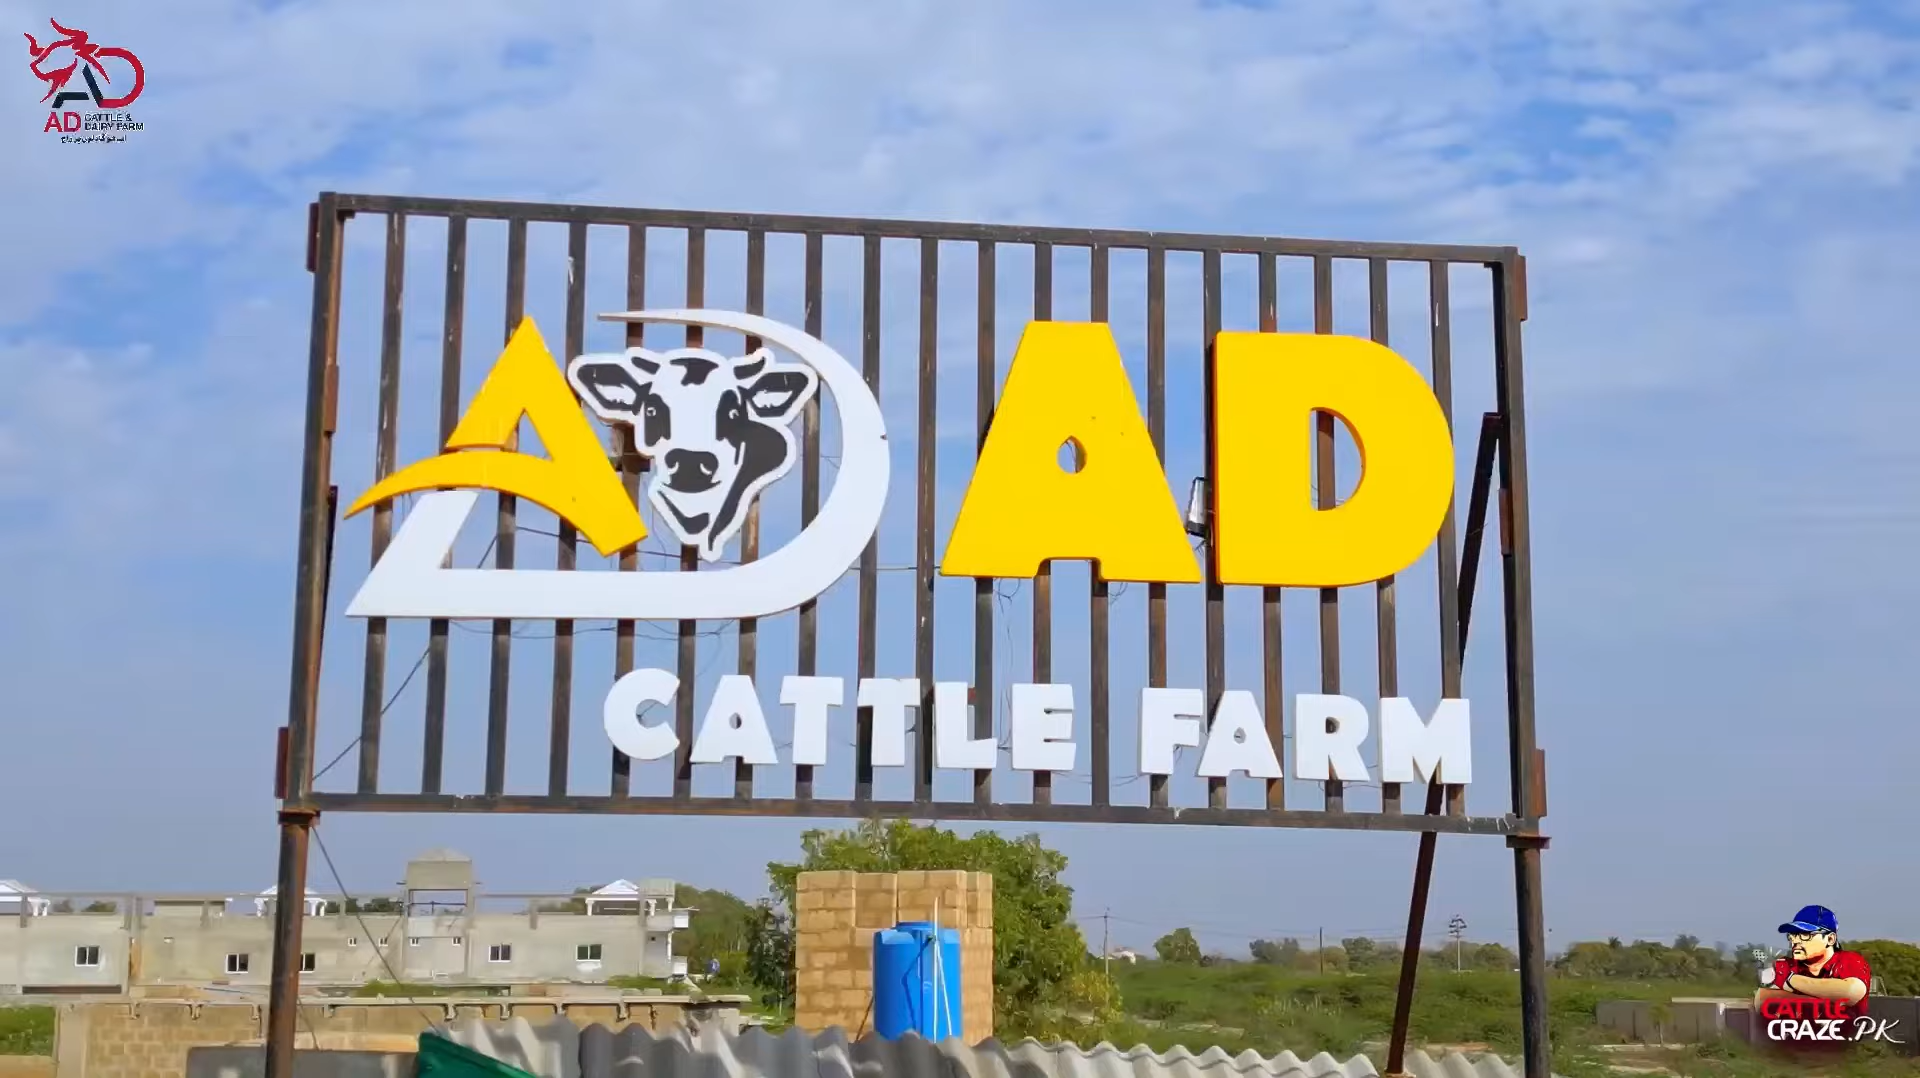 AD
CATTLE &
DAIRY FARM
AD
CATTLE FARM
CATTLE
CRAZE.PK